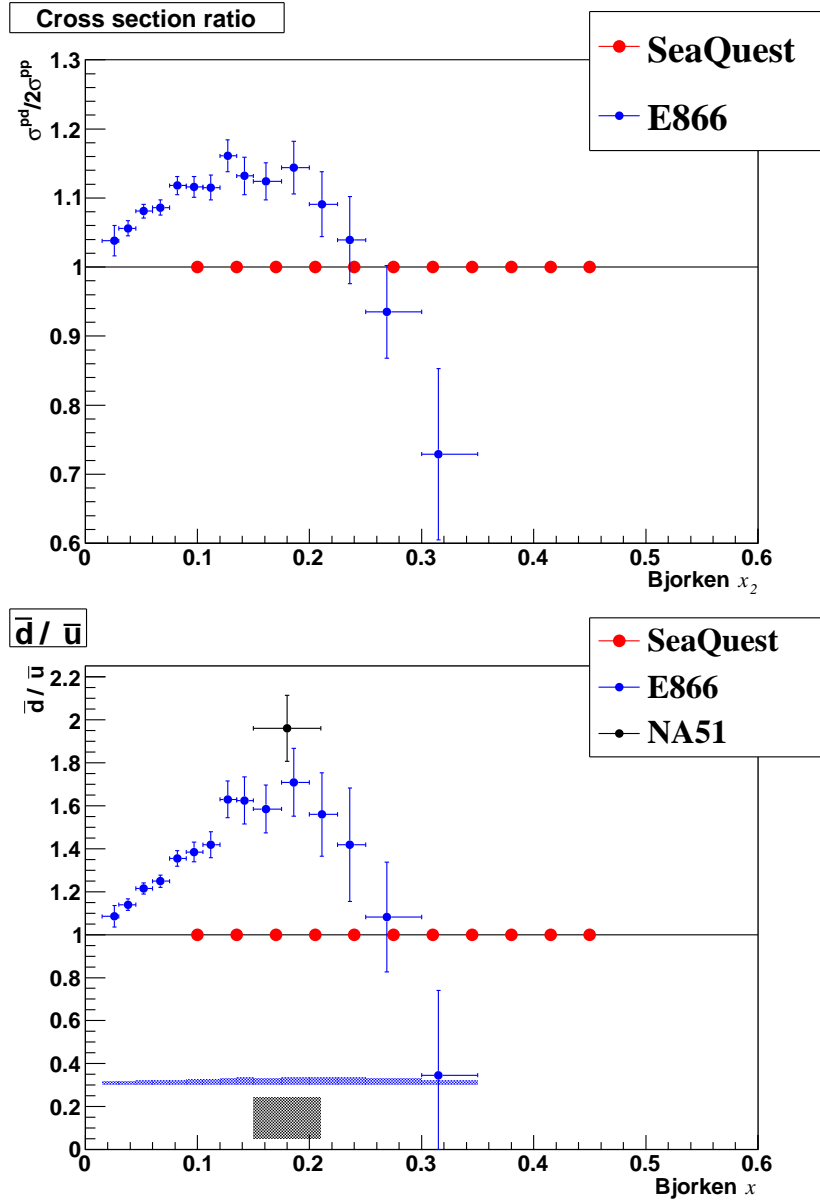 Cross section ratio
σ^pd/2σ^pp
SeaQuest
E866
1.3
1.2
1.1
1
0.9
0.8
0.7
0.6
0 0.1 0.2 0.3 0.4 0.5 0.6
Bjorken x₂
d̅ / u̅
d̅ / u̅
SeaQuest
E866
NA51
2.2
2
1.8
1.6
1.4
1.2
1
0.8
0.6
0.4
0.2
0
0 0.1 0.2 0.3 0.4 0.5 0.6
Bjorken x